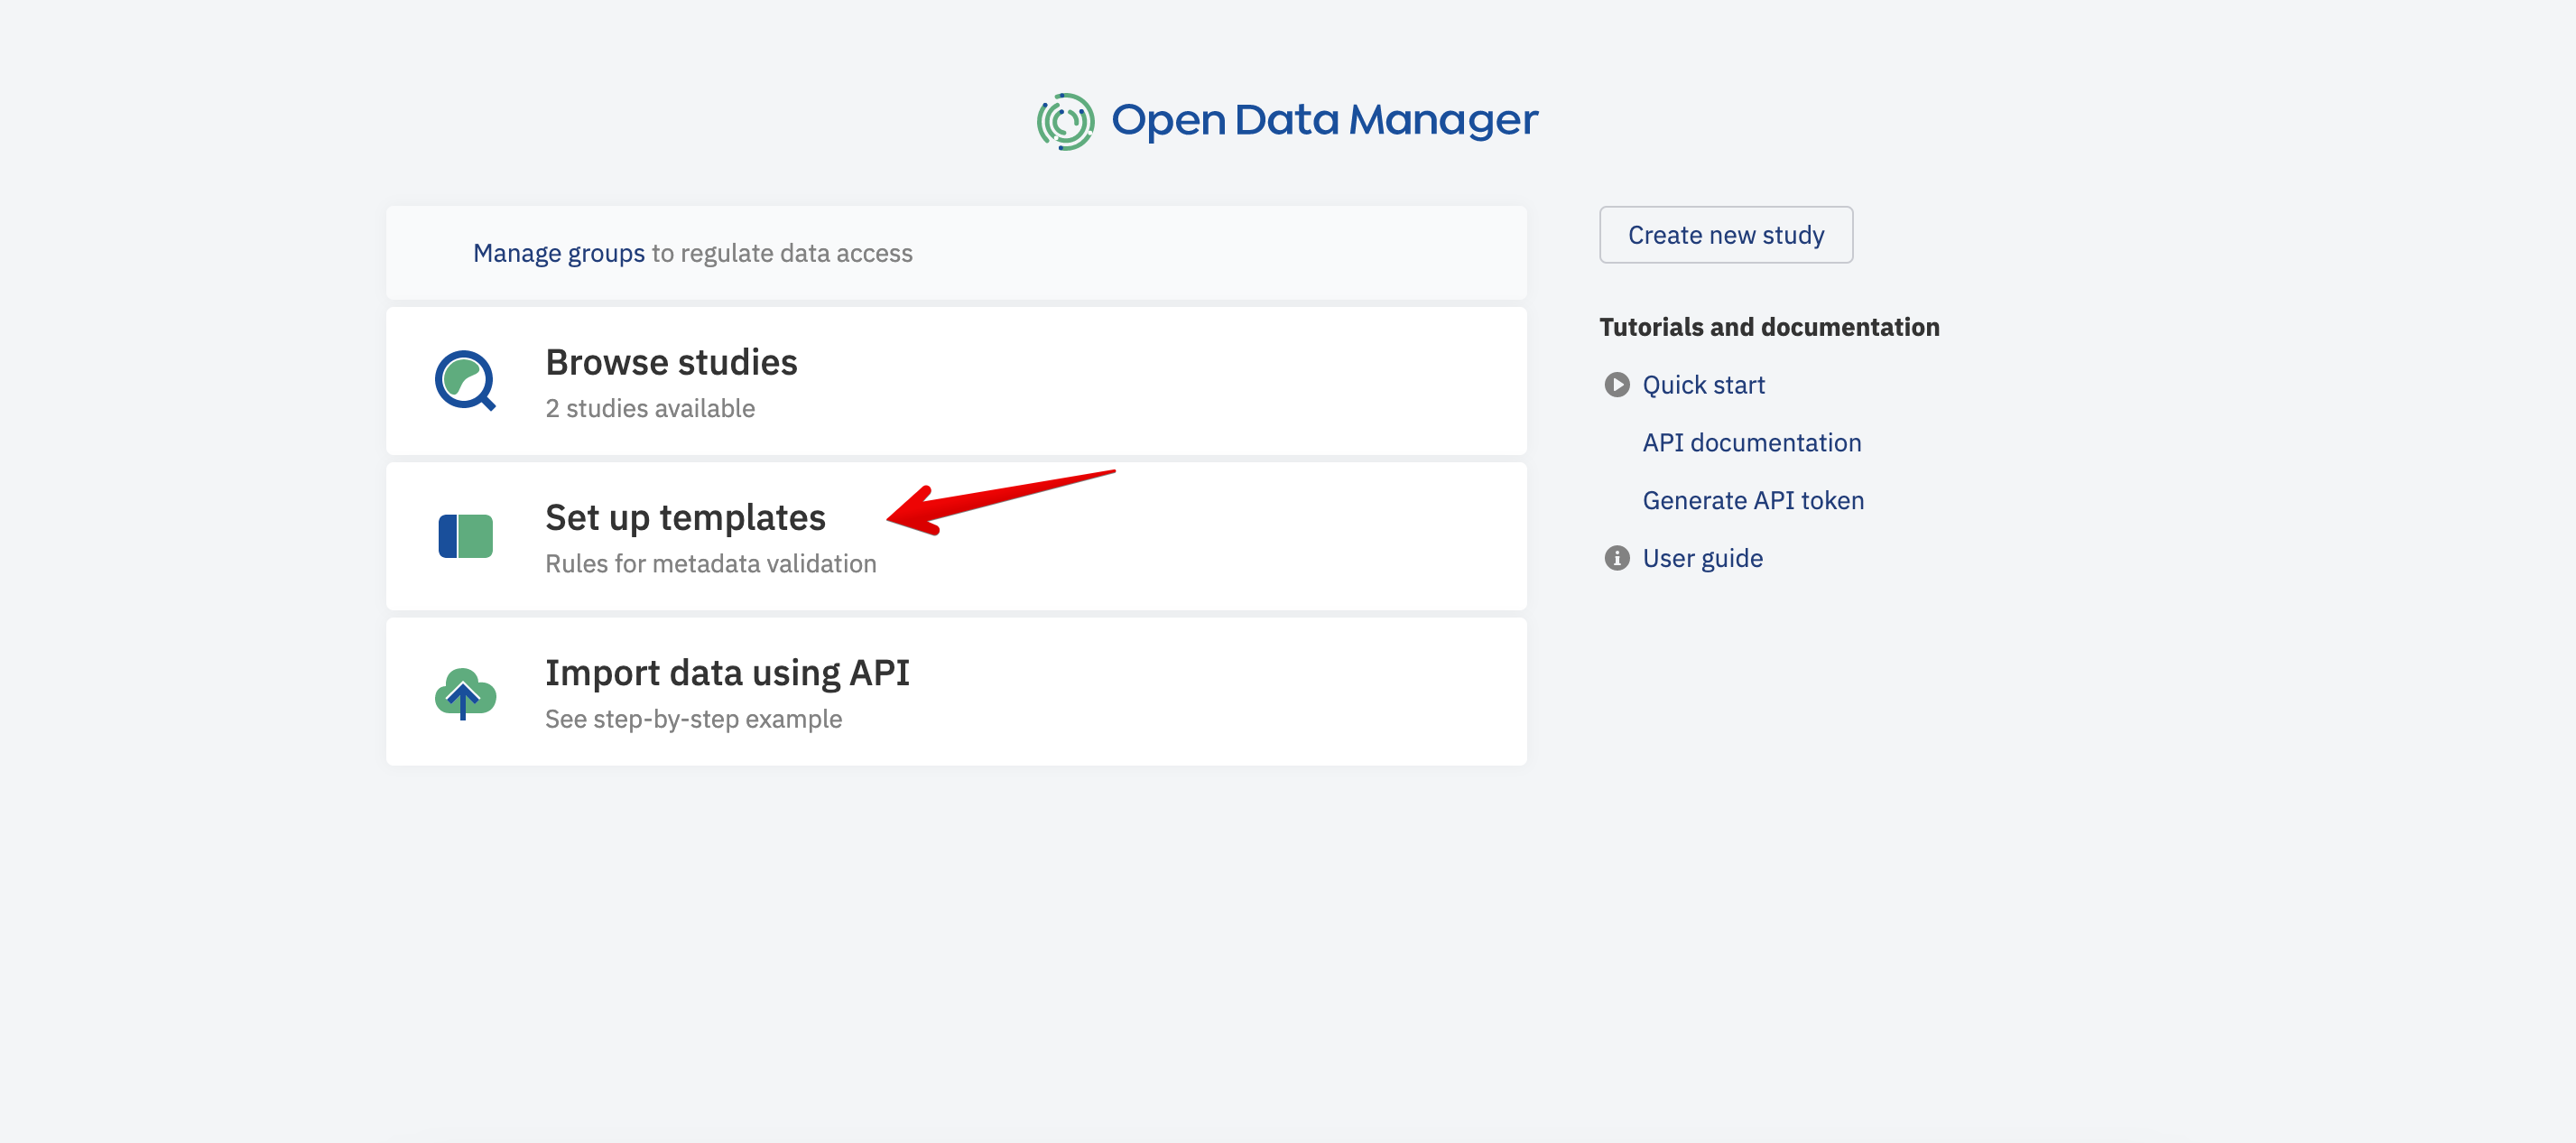 Open Data Manager
Manage groups to regulate data access
Browse studies
2 studies available
Set up templates
Rules for metadata validation
Import data using API
See step-by-step example
Create new study
Tutorials and documentation
Quick start
API documentation
Generate API token
User guide